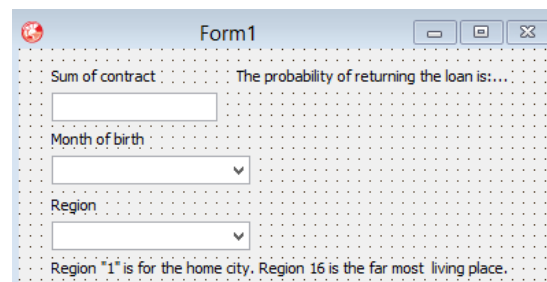 Form1
Sum of contract
The probability of returning the loan is:...
Month of birth
Region
Region "1" is for the home city. Region 16 is the far most living place.